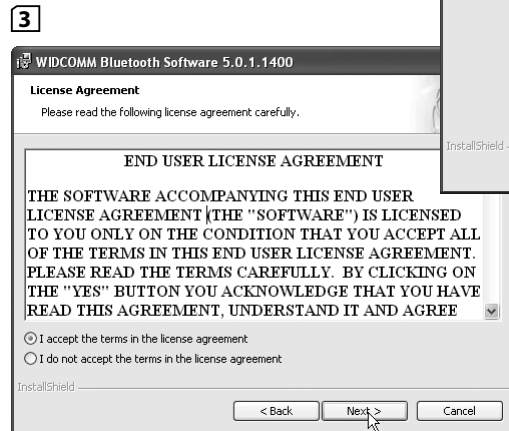 3
WIDCOMM Bluetooth Software 5.0.1.1400
License Agreement
Please read the following license agreement carefully.
InstallShield
END USER LICENSE AGREEMENT
THE SOFTWARE ACCOMPANYING THIS END USER
LICENSE AGREEMENT (THE "SOFTWARE") IS LICENSED
TO YOU ONLY ON THE CONDITION THAT YOU ACCEPT ALL
OF THE TERMS IN THIS END USER LICENSE AGREEMENT.
PLEASE READ THE TERMS CAREFULLY. BY CLICKING ON
THE "YES" BUTTON YOU ACKNOWLEDGE THAT YOU HAVE
READ THIS AGREEMENT, UNDERSTAND IT AND AGREE
I accept the terms in the license agreement
I do not accept the terms in the license agreement
InstallShield
< Back Next > Cancel